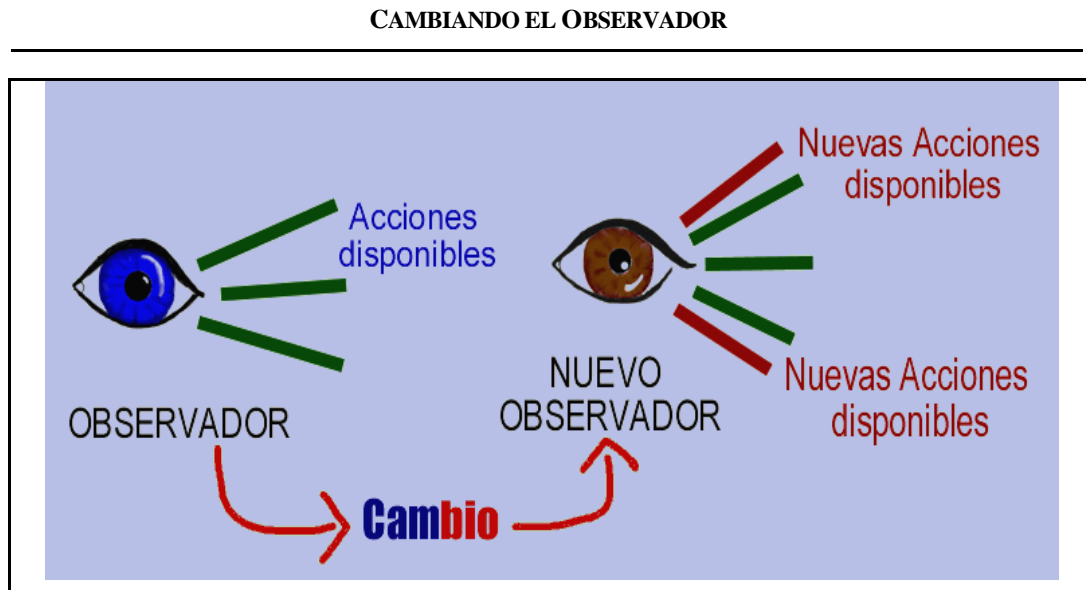 CAMBIANDO EL OBSERVADOR
Acciones
disponibles
OBSERVADOR
Cambio
NUEVO
OBSERVADOR
Nuevas Acciones
disponibles
Nuevas Acciones
disponibles